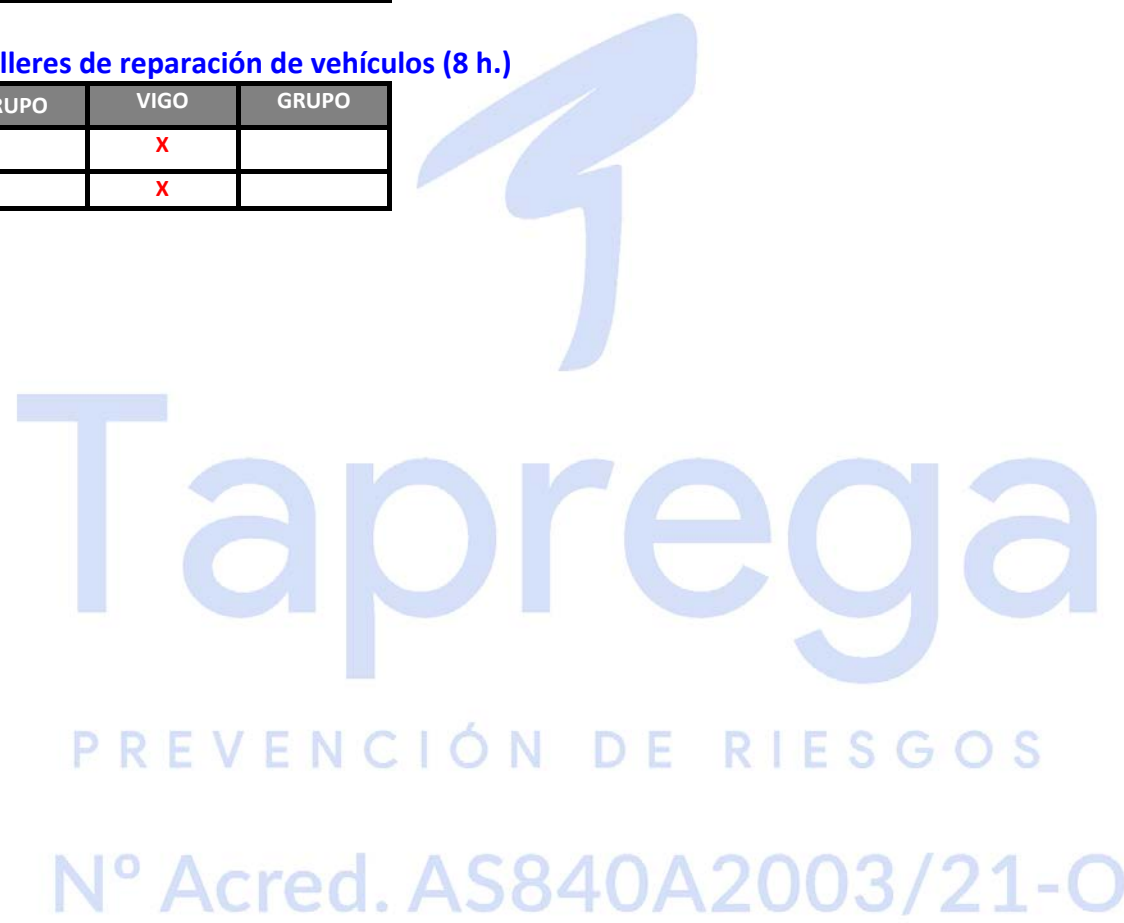 lleres de reparación de vehículos (8 h.)
RUPO VIGO GRUPO
X
X
Taprega
PREVENCIÓN DE RIESGOS
Nº Acred. AS840A2003/21-O